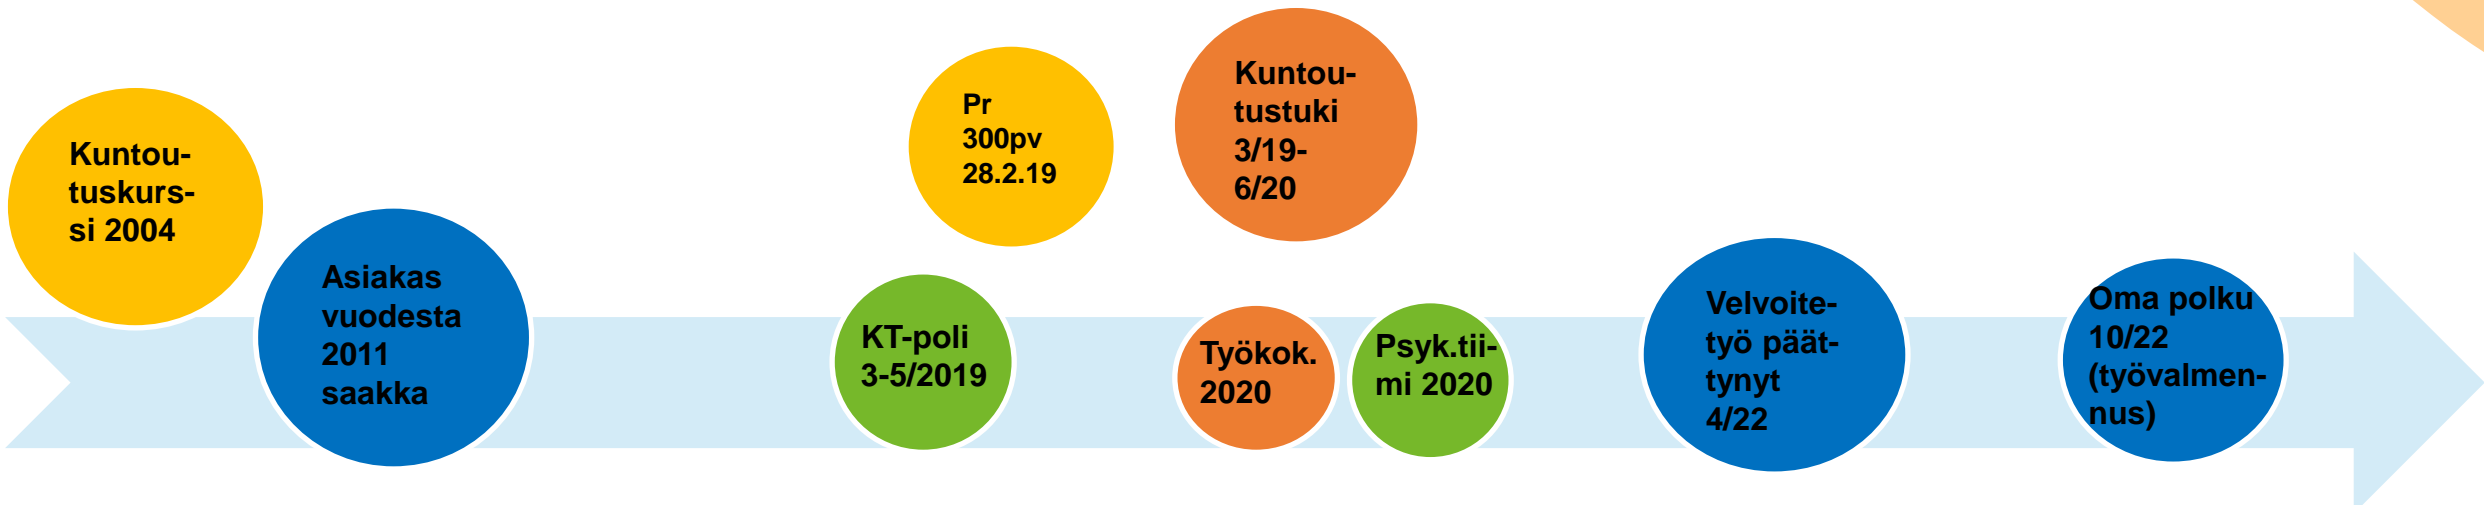 Kuntou-
tuskurs-
si 2004
Asiakas
vuodesta
2011
saakka
Pr
300pv
28.2.19
KT-poli
3-5/2019
Kuntou-
tustuki
3/19-
6/20
Työkok.
2020
Psyk.tii-
mi 2020
Velvoite-
työ päät-
tynyt
4/22
Oma polku
10/22
(työvalmen-
nus)